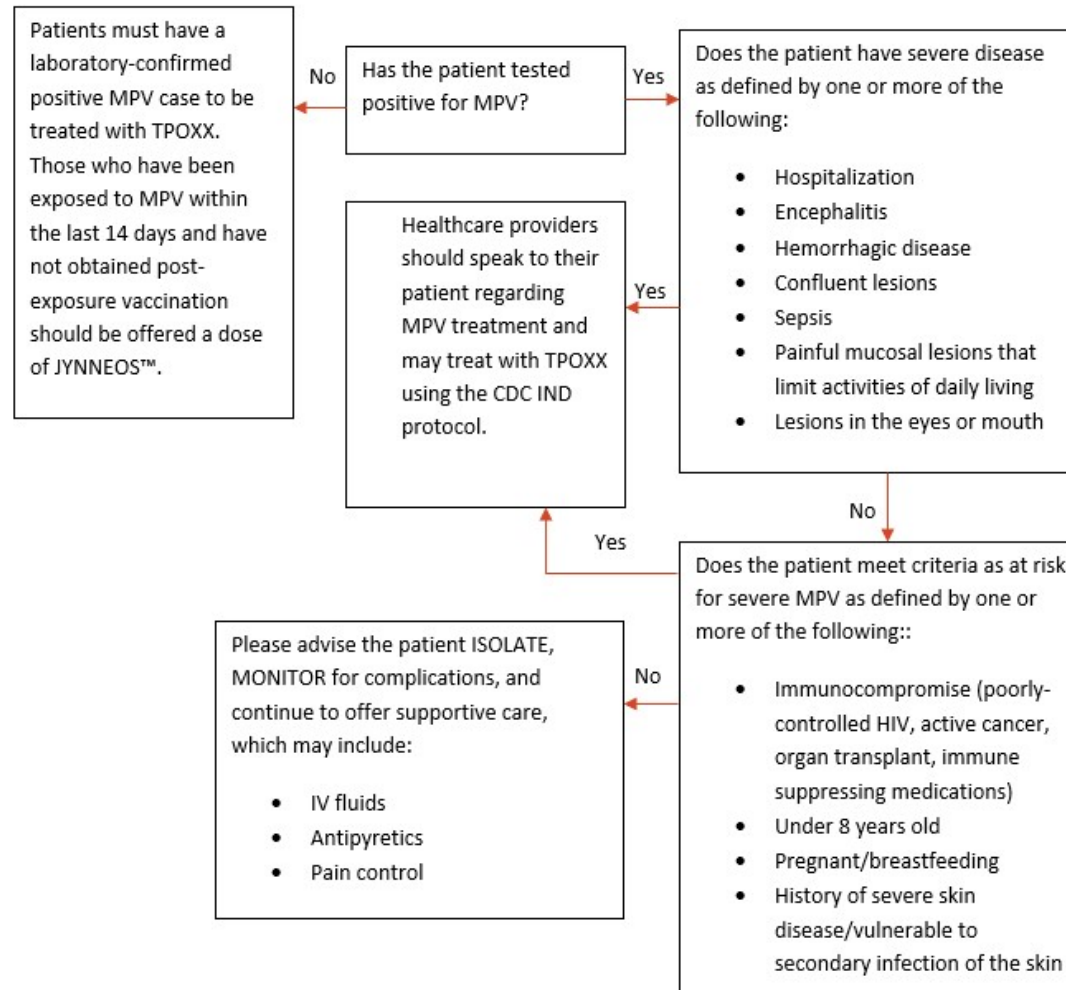 Patients must have a
laboratory-confirmed
positive MPV case to be
treated with TPOXX.
Those who have been
exposed to MPV within
the last 14 days and have
not obtained post-
exposure vaccination
should be offered a dose
of JYNNEOS™.
No
Has the patient tested
positive for MPV?
Yes
Does the patient have severe disease
as defined by one or more of the
following:
• Hospitalization
• Encephalitis
• Hemorrhagic disease
• Confluent lesions
• Sepsis
• Painful mucosal lesions that
limit activities of daily living
• Lesions in the eyes or mouth
Yes
Healthcare providers
should speak to their
patient regarding
MPV treatment and
may treat with TPOXX
using the CDC IND
protocol.
No
Yes
Does the patient meet criteria as at risk
for severe MPV as defined by one or
more of the following::
• Immunocompromise (poorly-
controlled HIV, active cancer,
organ transplant, immune
suppressing medications)
• Under 8 years old
• Pregnant/breastfeeding
• History of severe skin
disease/vulnerable to
secondary infection of the skin
No
Please advise the patient ISOLATE,
MONITOR for complications, and
continue to offer supportive care,
which may include:
• IV fluids
• Antipyretics
• Pain control